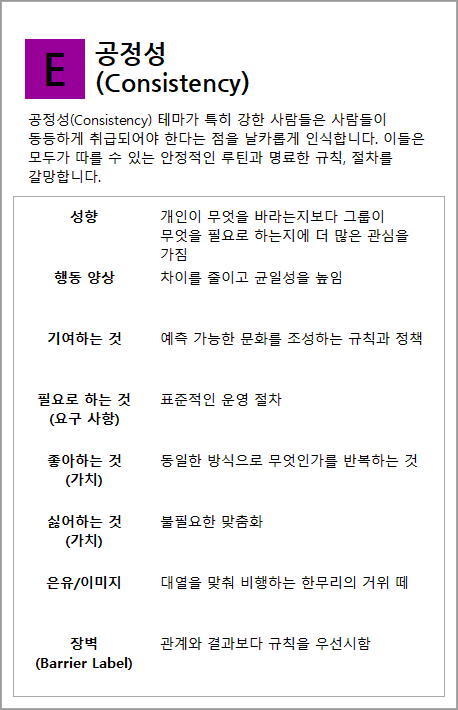 E
공정성
(Consistency)
공정성(Consistency) 테마가 특히 강한 사람들은 사람들이
동등하게 취급되어야 한다는 점을 날카롭게 인식합니다. 이들은
모두가 따를 수 있는 안정적인 루틴과 명료한 규칙, 절차를
갈망합니다.
성향
개인이 무엇을 바라는지보다 그룹이
무엇을 필요로 하는지에 더 많은 관심을
가짐
행동 양상
차이를 줄이고 균일성을 높임
기여하는 것
예측 가능한 문화를 조성하는 규칙과 정책
필요로 하는 것
(요구 사항)
표준적인 운영 절차
좋아하는 것
(가치)
동일한 방식으로 무엇인가를 반복하는 것
싫어하는 것
(가치)
불필요한 맞춤화
은유/이미지
대열을 맞춰 비행하는 한무리의 거위 떼
장벽
(Barrier Label)
관계와 결과보다 규칙을 우선시함